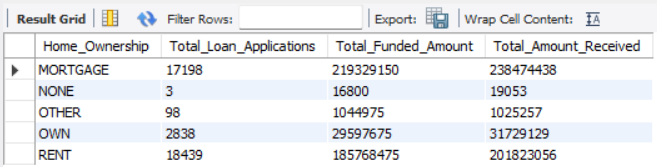 Result Grid Filter Rows: Export: Wrap Cell Content: IA
Home_Ownership Total_Loan_Applications Total_Funded_Amount Total_Amount_Received
MORTGAGE 17198 219329150 238474438
NONE 3 16800 19053
OTHER 98 1044975 1025257
OWN 2838 29597675 31729129
RENT 18439 185768475 201823056